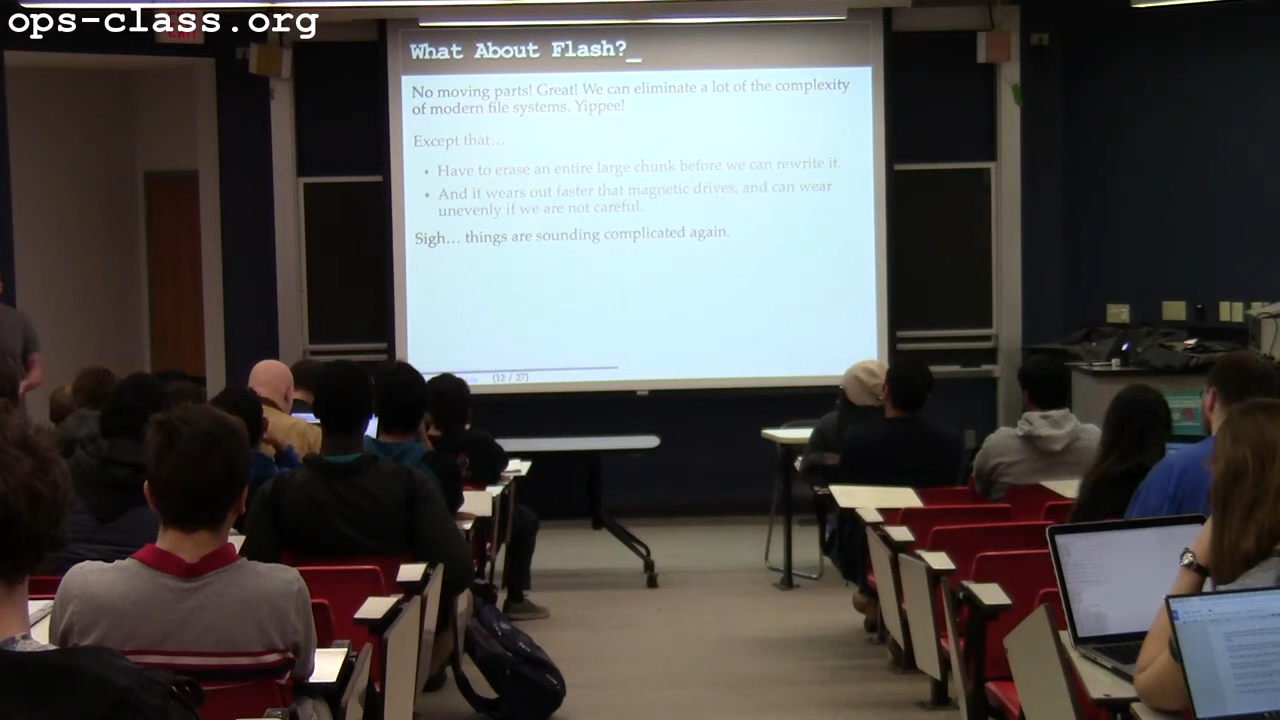 ops-class.org
EXIT
What About Flash?_
No moving parts! Great! We can eliminate a lot of the complexity
of modern file systems. Yippee!
Except that...
• Have to erase an entire large chunk before we can rewrite it.
• And it wears out faster that magnetic drives, and can wear
unevenly if we are not careful.
Sigh... things are sounding complicated again.
(12 / 27)